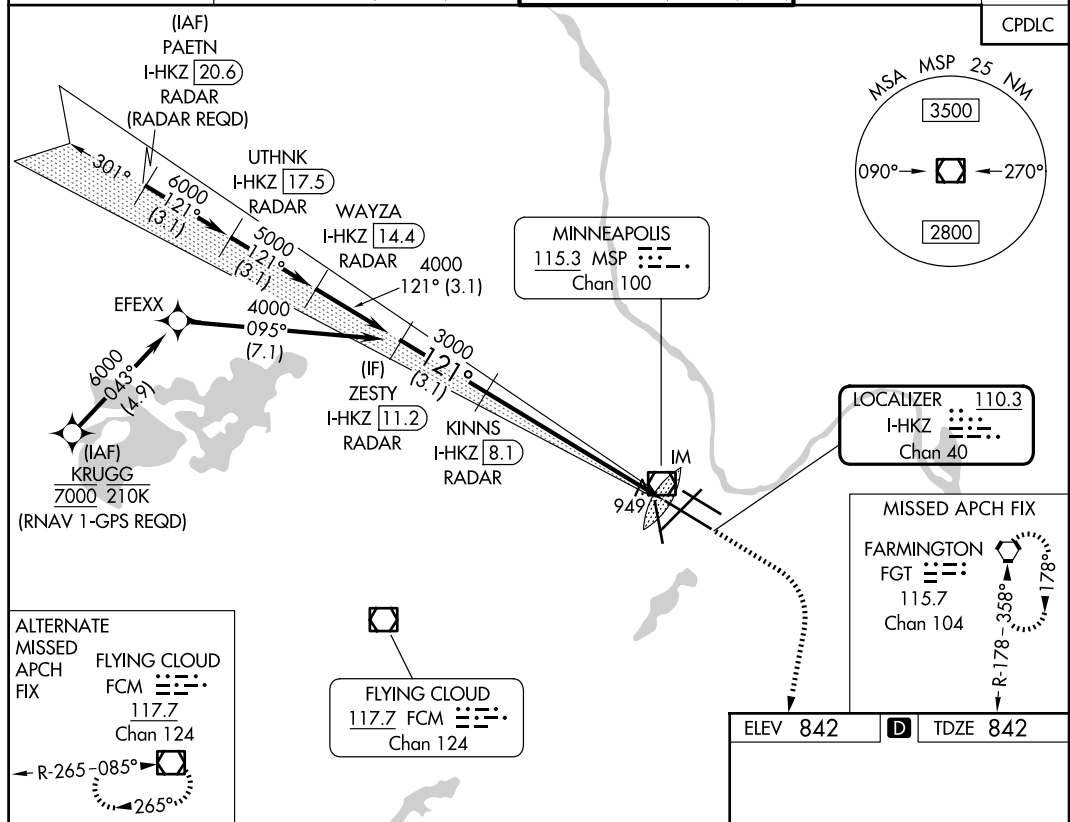 (IAF)
PAETN
I-HKZ 20.6
RADAR
(RADAR REQD)
CPDLC
MSA MSP 25 NM
3500
090°
270°
2800
301°
6000
121°
(3.1)
UTHNK
I-HKZ 17.5
RADAR
5000
121°
(3.1)
WAYZA
I-HKZ 14.4
RADAR
4000
121° (3.1)
MINNEAPOLIS
115.3 MSP
Chan 100
EFEXX
4000
095°
(7.1)
3000
121°
(3.1)
6000
043°
(4.9)
(IF)
ZESTY
I-HKZ 11.2
RADAR
KINNS
I-HKZ 8.1
RADAR
(IAF)
KRUGG
7000 210K
(RNAV 1-GPS REQD)
LOCALIZER 110.3
I-HKZ
Chan 40
IM
949
MISSED APCH FIX
FARMINGTON
FGT
115.7
Chan 104
R-178
358°
178°
ALTERNATE
MISSED
APCH
FIX
FLYING CLOUD
FCM
117.7
Chan 124
R-265
085°
265°
FLYING CLOUD
117.7 FCM
Chan 124
ELEV 842
D
TDZE 842